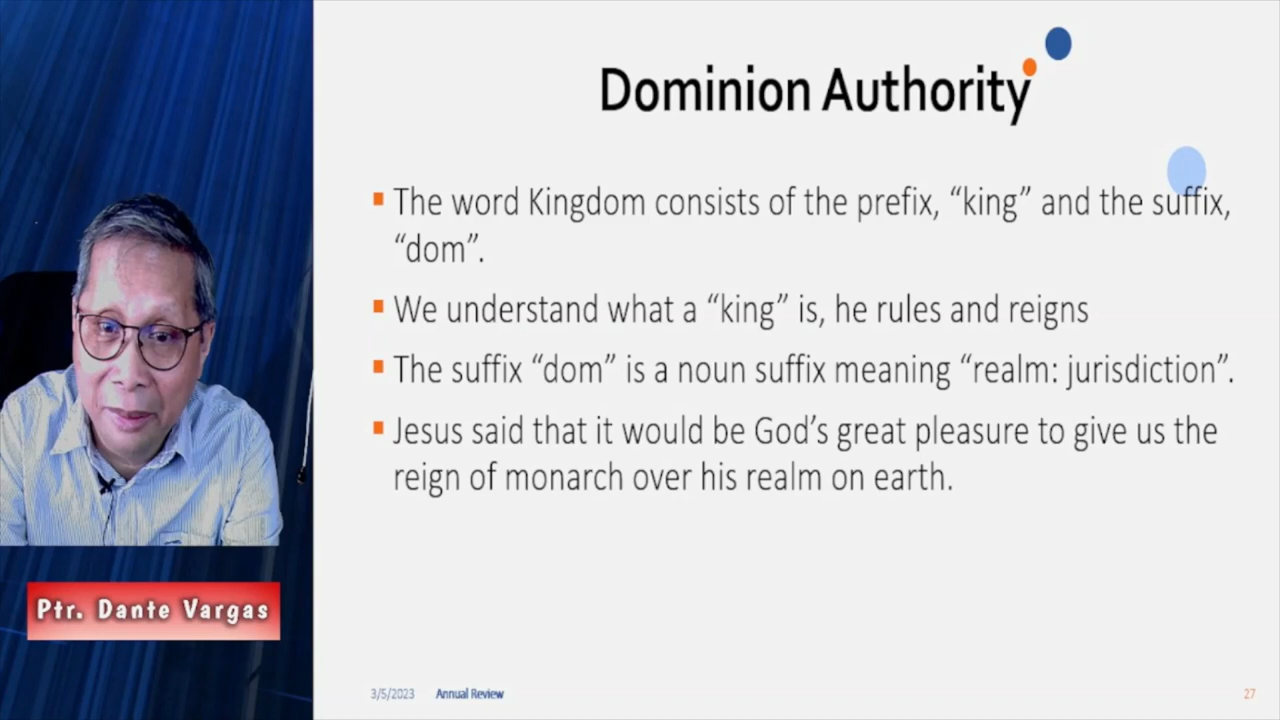 Dominion Authority
The word Kingdom consists of the prefix, “king” and the suffix,
“dom”.
We understand what a “king” is, he rules and reigns
The suffix “dom” is a noun suffix meaning “realm: jurisdiction”.
Jesus said that it would be God’s great pleasure to give us the
reign of monarch over his realm on earth.
Ptr. Dante Vargas
3/5/2023 Annual Review 27